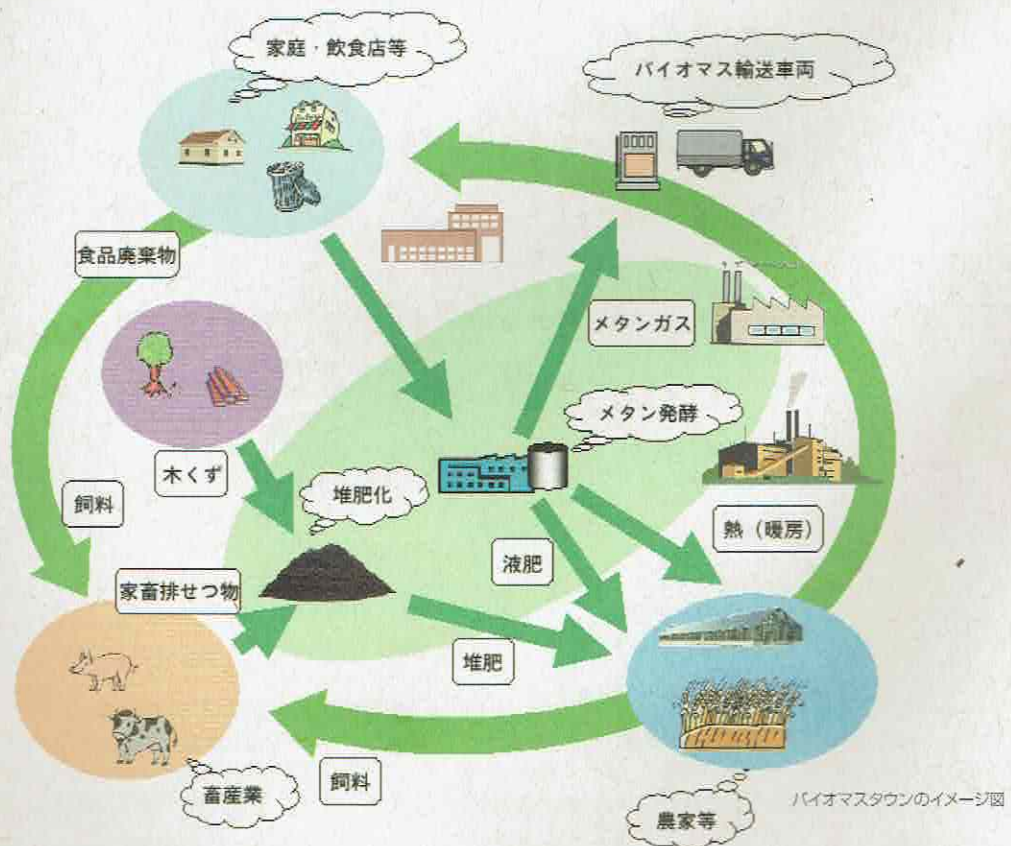 家庭・飲食店等
バイオマス輸送車両
食品廃棄物
メタンガス
メタン発酵
木くず
堆肥化
飼料
熱（暖房）
液肥
家畜排せつ物
堆肥
飼料
畜産業
農家等
バイオマスタウンのイメージ図